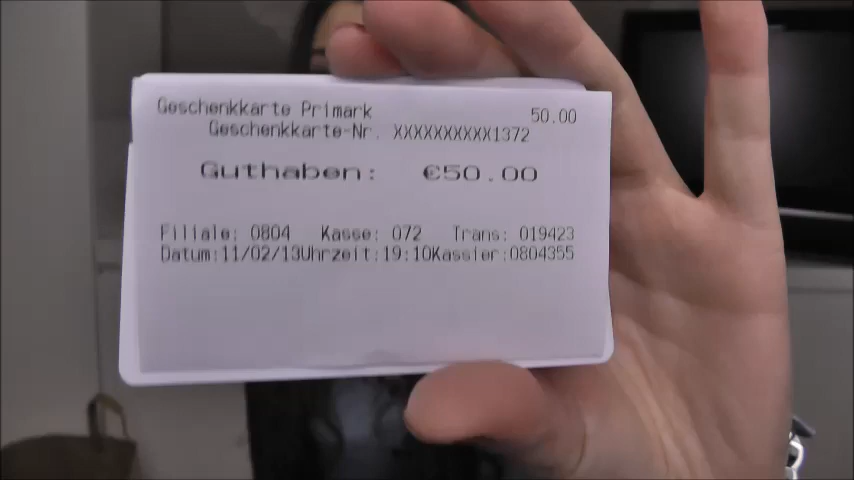 Geschenkkarte Primark 50.00
Geschenkkarte-Nr. XXXXXXXXXX1372
Guthaben: €50.00
Filiale: 0804 Kasse: 072 Trans: 019423
Datum:11/02/13Uhrzeit:19:10Kassier:0804355